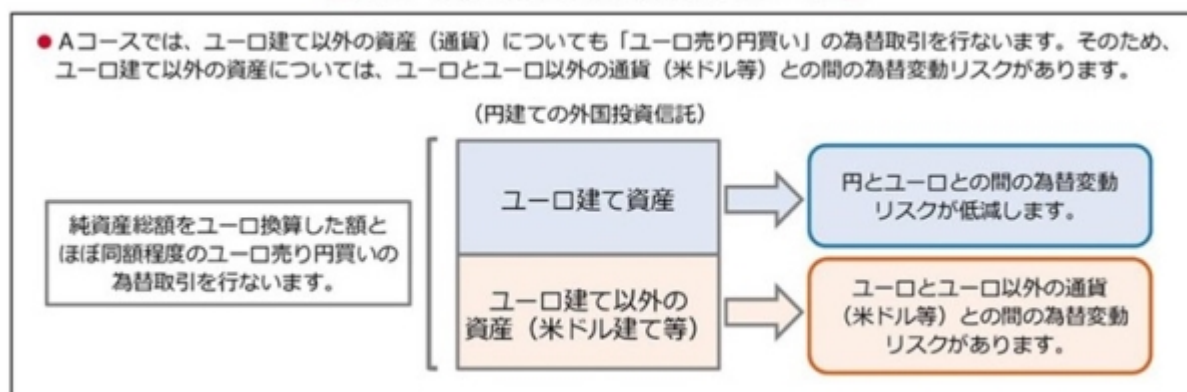 ● Aコースでは、ユーロ建て以外の資産（通貨）についても「ユーロ売り円買い」の為替取引を行ないます。そのため、
ユーロ建て以外の資産については、ユーロとユーロ以外の通貨（米ドル等）との間の為替変動リスクがあります。
（円建ての外国投資信託）
純資産総額をユーロ換算した額と
ほぼ同額程度のユーロ売り円買いの
為替取引を行ないます。
ユーロ建て資産
円とユーロとの間の為替変動
リスクが低減します。
ユーロ建て以外の
資産（米ドル建て等）
ユーロとユーロ以外の通貨
（米ドル等）との間の為替変動
リスクがあります。